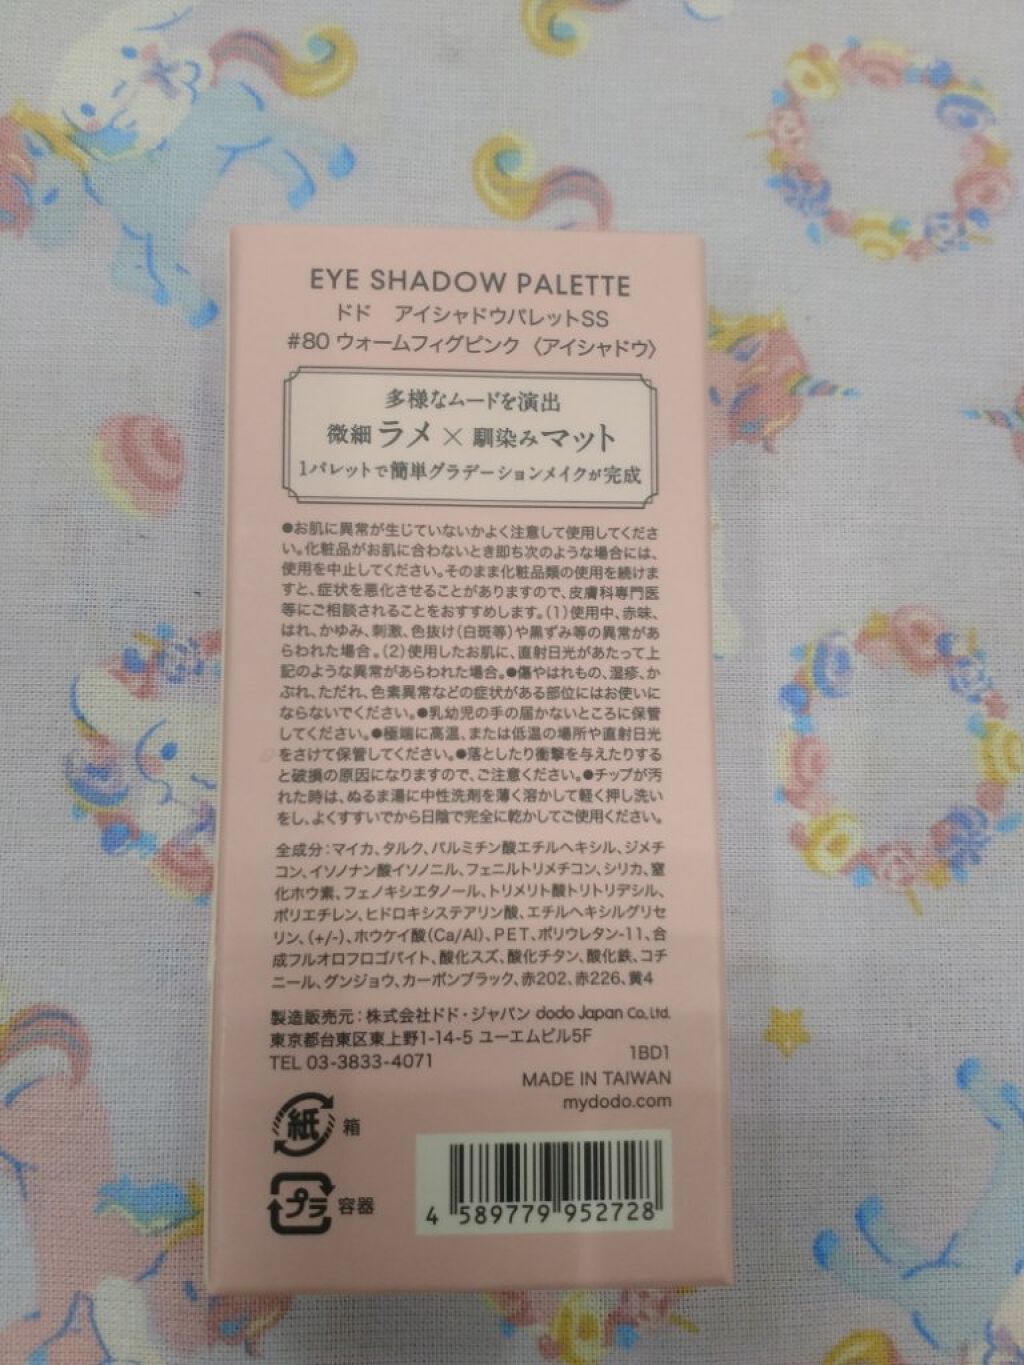 EYE SHADOW PALETTE
ドド　アイシャドウパレットSS
#80 ウォームフィグピンク〈アイシャドウ〉
多様なムードを演出
微細ラメ×馴染みマット
1パレットで簡単グラデーションメイクが完成
●お肌に異常が生じていないかよく注意して使用してくださ
い。化粧品がお肌に合わないとき即ち次のような場合には、
使用を中止してください。そのまま化粧品類の使用を続けま
すと、症状を悪化させることがありますので、皮膚科専門医
等にご相談されることをおすすめします。(1)使用中、赤味、
はれ、かゆみ、刺激、色抜け(白斑等)や黒ずみ等の異常があ
らわれた場合。(2)使用したお肌に、直射日光があたって上
記のような異常があらわれた場合。●傷やはれもの、湿疹、か
ぶれ、ただれ、色素異常などの症状がある部位にはお使いに
ならないでください。●乳幼児の手の届かないところに保管
してください。●極端に高温、または低温の場所や直射日光
をさけて保管してください。●落としたり衝撃を与えたりする
と破損の原因になりますので、ご注意ください。●チップが汚
れた時は、ぬるま湯に中性洗剤を薄く溶かして軽く押し洗い
をし、よくすすいでから日陰で完全に乾かしてご使用ください。
全成分:マイカ、タルク、パルミチン酸エチルヘキシル、ジメチ
コン、イソノナン酸イソノニル、フェニルトリメチコン、シリカ、窒
化ホウ素、フェノキシエタノール、トリメリト酸トリトリデシル、
ポリエチレン、ヒドロキシステアリン酸、エチルヘキシルグリセ
リン、(+/-)、ホウケイ酸(Ca/Al)、PET、ポリウレタン-11、合
成フルオロフロゴパイト、酸化スズ、酸化チタン、酸化鉄、コチ
ニール、グンジョウ、カーボンブラック、赤202、赤226、黄4
製造販売元:株式会社ドド・ジャパン dodo Japan Co,Ltd.
東京都台東区東上野1-14-5 ユーエムビル5F
TEL 03-3833-4071
1BD1
MADE IN TAIWAN
mydodo.com
紙 箱
プラ 容器
4 589779 952728